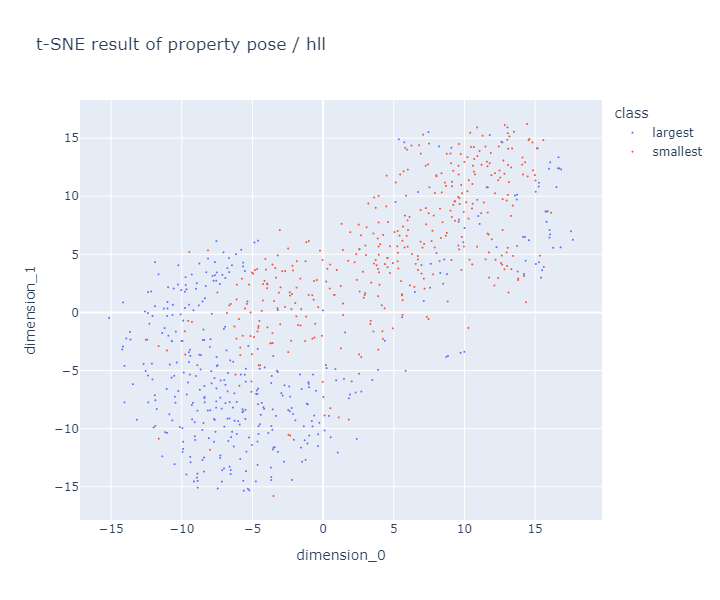 t-SNE result of property pose / hll
class
largest
smallest
15
10
5
0
−5
−10
−15
dimension_1
−15
−10
−5
0
5
10
15
dimension_0